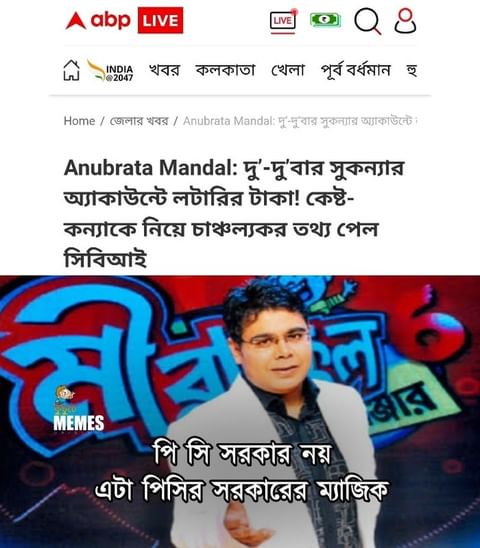 abp LIVE
LIVE
INDIA @2047 খবর কলকাতা খেলা পূর্ব বর্ধমান হু
Home / জেলার খবর / Anubrata Mandal: দু'-দু'বার সুকন্যার অ্যাকাউন্টে
Anubrata Mandal: দু'-দু'বার সুকন্যার
অ্যাকাউন্টে লটারির টাকা! কেষ্ট-
কন্যাকে নিয়ে চাঞ্চল্যকর তথ্য পেল
সিবিআই
মীরা ৬
MEMES
পি সি সরকার নয়
এটা পিসির সরকারের ম্যাজিক